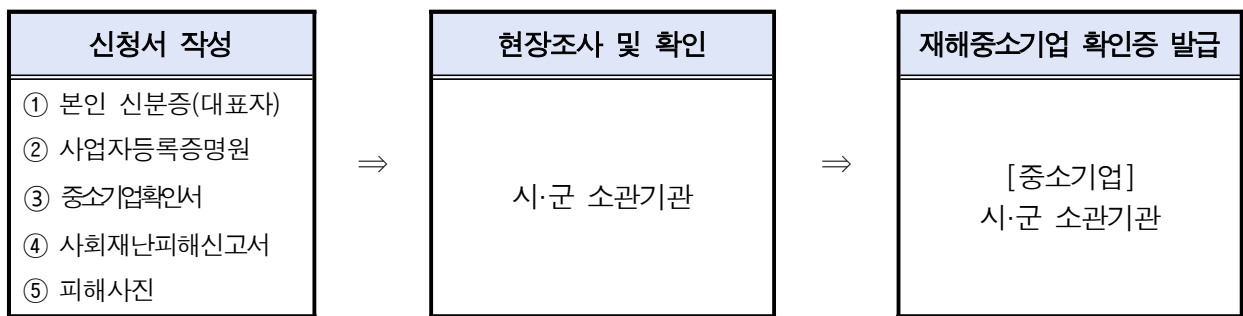 신청서 작성
① 본인 신분증(대표자)
② 사업자등록증명원
③ 중소기업확인서
④ 사회재난피해신고서
⑤ 피해사진
⇒
현장조사 및 확인
시·군 소관기관
⇒
재해중소기업 확인증 발급
[중소기업]
시·군 소관기관